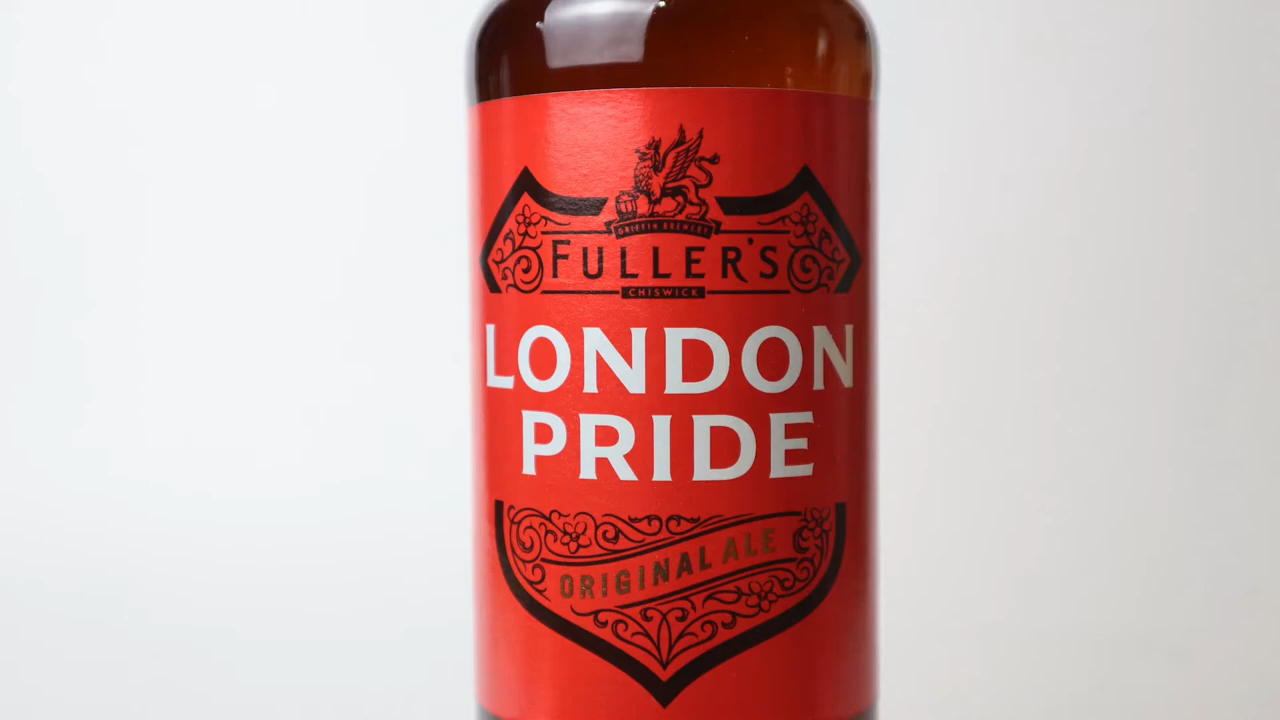 GRIFFIN BREWERY
FULLER'S
CHISWICK
LONDON
PRIDE
ORIGINAL ALE